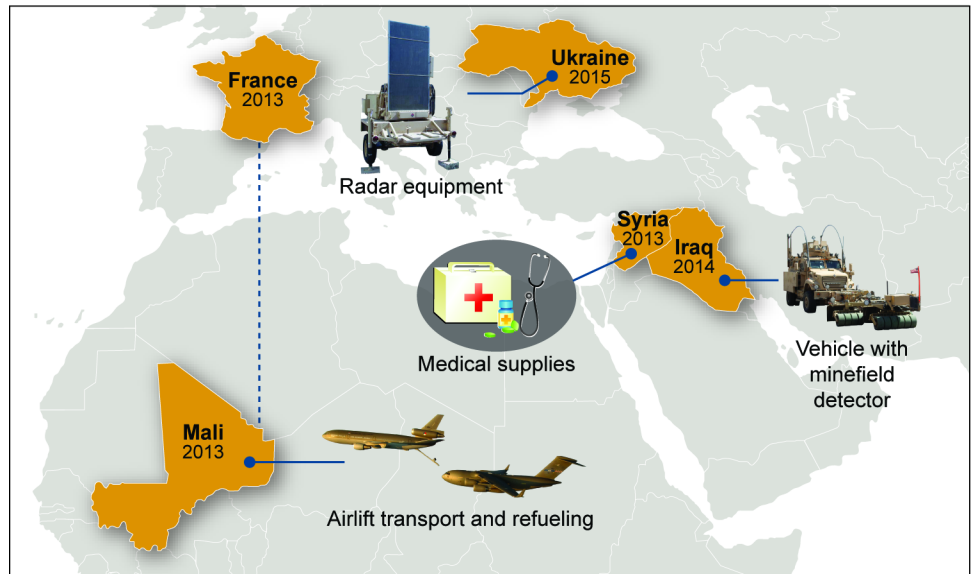 France
2013
Ukraine
2015
Radar equipment
Syria
2013
Iraq
2014
Medical supplies
Vehicle with
minefield
detector
Mali
2013
Airlift transport and refueling